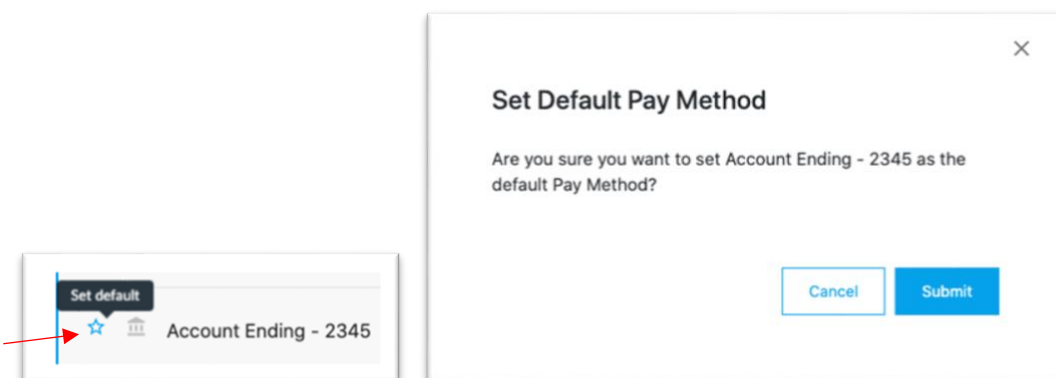 Set Default Pay Method
Are you sure you want to set Account Ending - 2345 as the
default Pay Method?
Cancel
Submit
Set default
Account Ending - 2345